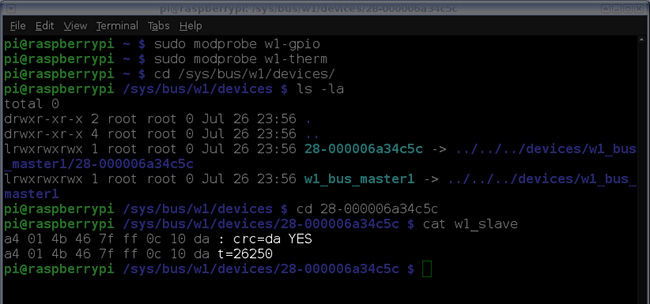 pi@raspberrypi: /sys/bus/w1/devices/28-000006a34c5c
File Edit View Terminal Tabs Help
pi@raspberrypi ~ $ sudo modprobe w1-gpio
pi@raspberrypi ~ $ sudo modprobe w1-therm
pi@raspberrypi ~ $ cd /sys/bus/w1/devices/
pi@raspberrypi /sys/bus/w1/devices $ ls -la
total 0
drwxr-xr-x 2 root root 0 Jul 26 23:56 .
drwxr-xr-x 4 root root 0 Jul 26 23:56 ..
lrwxrwxrwx 1 root root 0 Jul 26 23:56 28-000006a34c5c -> ../../../devices/w1_bus
_master1/28-000006a34c5c
lrwxrwxrwx 1 root root 0 Jul 26 23:56 w1_bus_master1 -> ../../../devices/w1_bus_
master1
pi@raspberrypi /sys/bus/w1/devices $ cd 28-000006a34c5c
pi@raspberrypi /sys/bus/w1/devices/28-000006a34c5c $ cat w1_slave
a4 01 4b 46 7f ff 0c 10 da : crc=da YES
a4 01 4b 46 7f ff 0c 10 da t=26250
pi@raspberrypi /sys/bus/w1/devices/28-000006a34c5c $